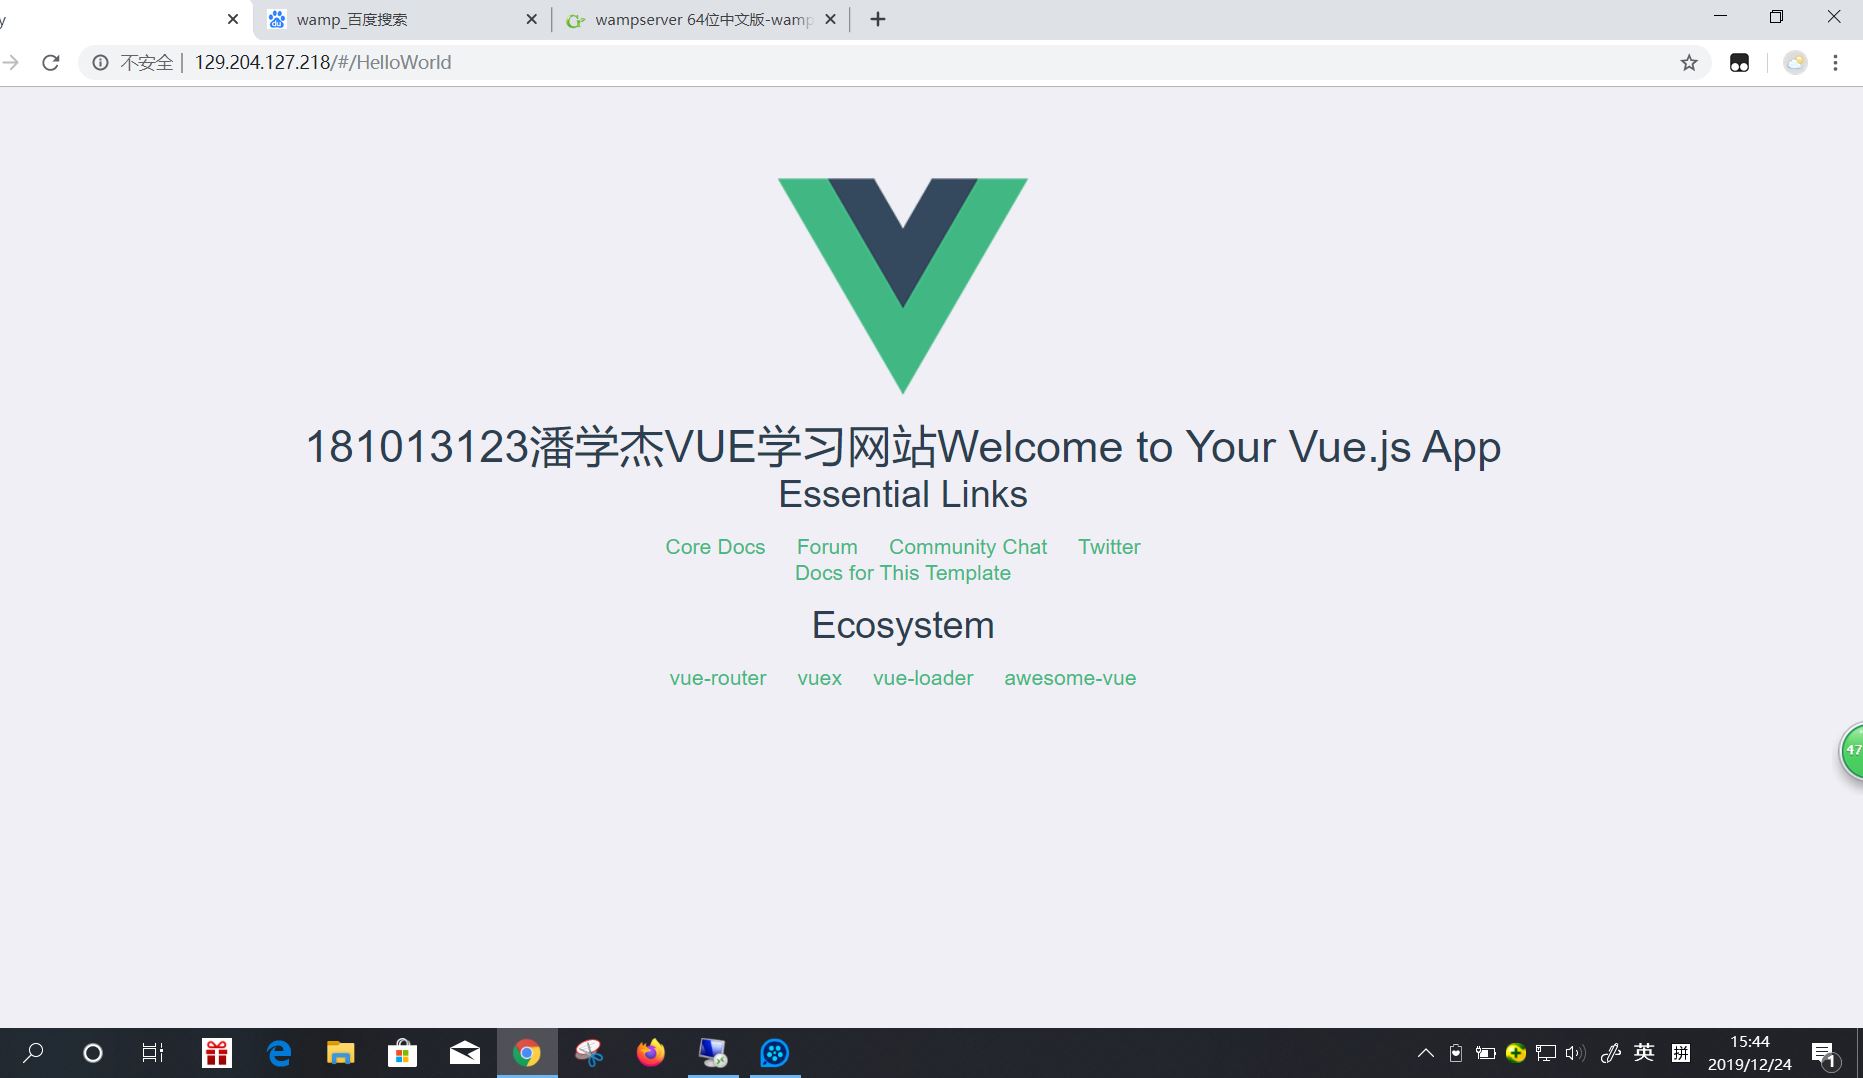 y
wamp_百度搜索
wampserver 64位中文版-wamp
不安全 | 129.204.127.218/#/HelloWorld
181013123潘学杰VUE学习网站Welcome to Your Vue.js App
Essential Links
Core Docs Forum Community Chat Twitter
Docs for This Template
Ecosystem
vue-router vuex vue-loader awesome-vue
47
英 拼
15:44
2019/12/24
1